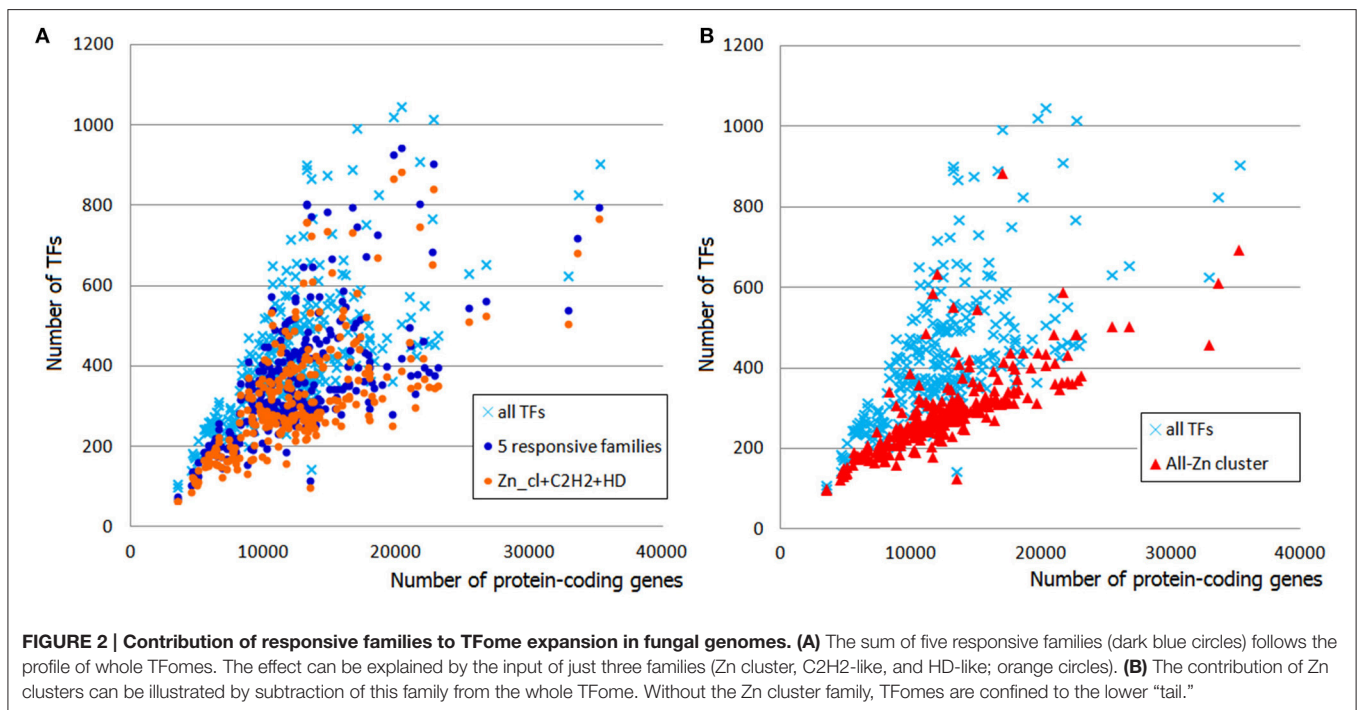 A
1200
1000
800
600
400
200
0
Number of TFs
0 10000 20000 30000 40000
Number of protein-coding genes
all TFs
5 responsive families
Zn_cl+C2H2+HD
B
1200
1000
800
600
400
200
0
Number of TFs
0 10000 20000 30000 40000
Number of protein-coding genes
all TFs
All-Zn cluster
FIGURE 2 | Contribution of responsive families to TFome expansion in fungal genomes. (A) The sum of five responsive families (dark blue circles) follows the
profile of whole TFomes. The effect can be explained by the input of just three families (Zn cluster, C2H2-like, and HD-like; orange circles). (B) The contribution of Zn
clusters can be illustrated by subtraction of this family from the whole TFome. Without the Zn cluster family, TFomes are confined to the lower “tail.”